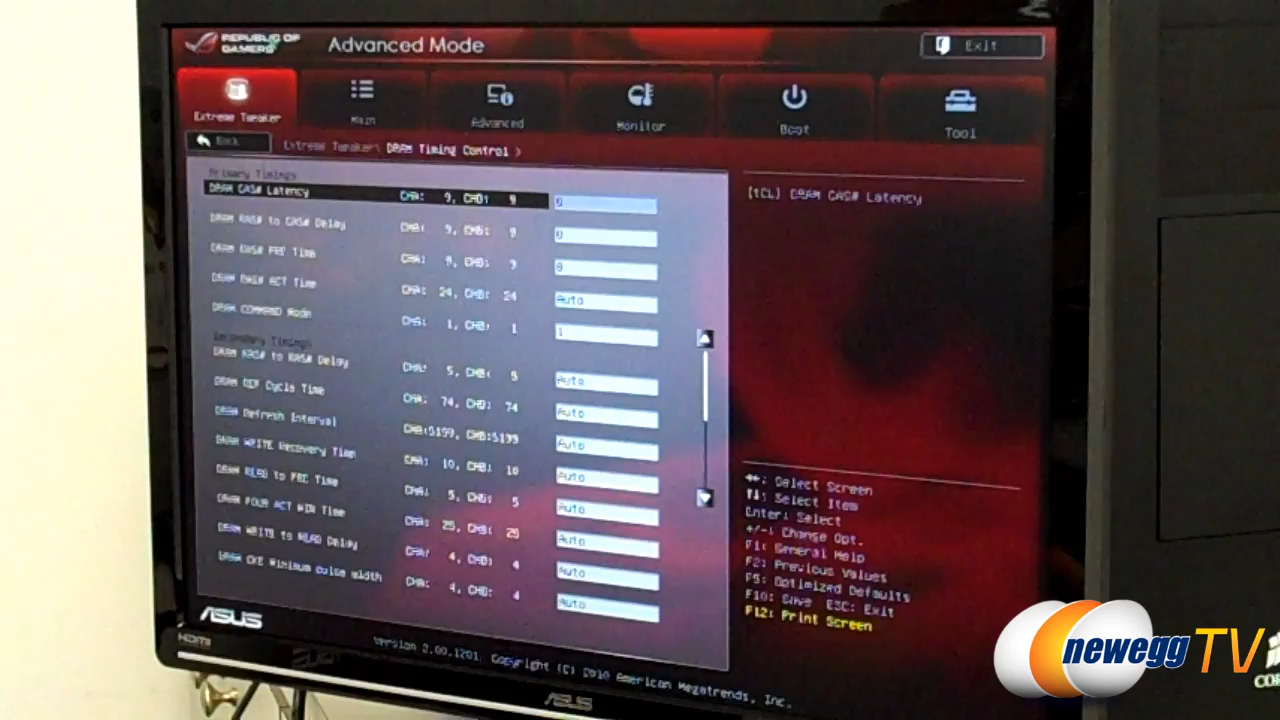 REPUBLIC OF GAMERS
Advanced Mode
Exit
Extreme Tweaker
Main
Advanced
Monitor
Boot
Tool
Back
Extreme Tweaker\ DRAM Timing Control >
Primary Timings
DRAM CAS# Latency CHA: 9, CHB: 9 9
DRAM RAS# to CAS# Delay CHA: 9, CHB: 9 9
DRAM RAS# PRE Time CHA: 9, CHB: 9 9
DRAM RAS# ACT Time CHA: 24, CHB: 24 Auto
DRAM COMMAND Mode CHA: 1, CHB: 1 1
Secondary Timings
DRAM RAS# to RAS# Delay CHA: 5, CHB: 5 Auto
DRAM REF Cycle Time CHA: 74, CHB: 74 Auto
DRAM Refresh Interval CHA:5199, CHB:5199 Auto
DRAM WRITE Recovery Time CHA: 10, CHB: 10 Auto
DRAM READ to PRE Time CHA: 5, CHB: 5 Auto
DRAM FOUR ACT WIN Time CHA: 25, CHB: 25 Auto
DRAM WRITE to READ Delay CHA: 4, CHB: 4 Auto
DRAM CKE Minimum pulse width CHA: 4, CHB: 4 Auto
[tCL] DRAM CAS# Latency
Select Screen
Select Item
Enter: Select
+/-: Change Opt.
F1: General Help
F2: Previous Values
F5: Optimized Defaults
F10: Save ESC: Exit
F12: Print Screen
ASUS
HDMI
Version 2.00.1201. Copyright (C) 2010 American Megatrends, Inc.
ASUS
newegg TV